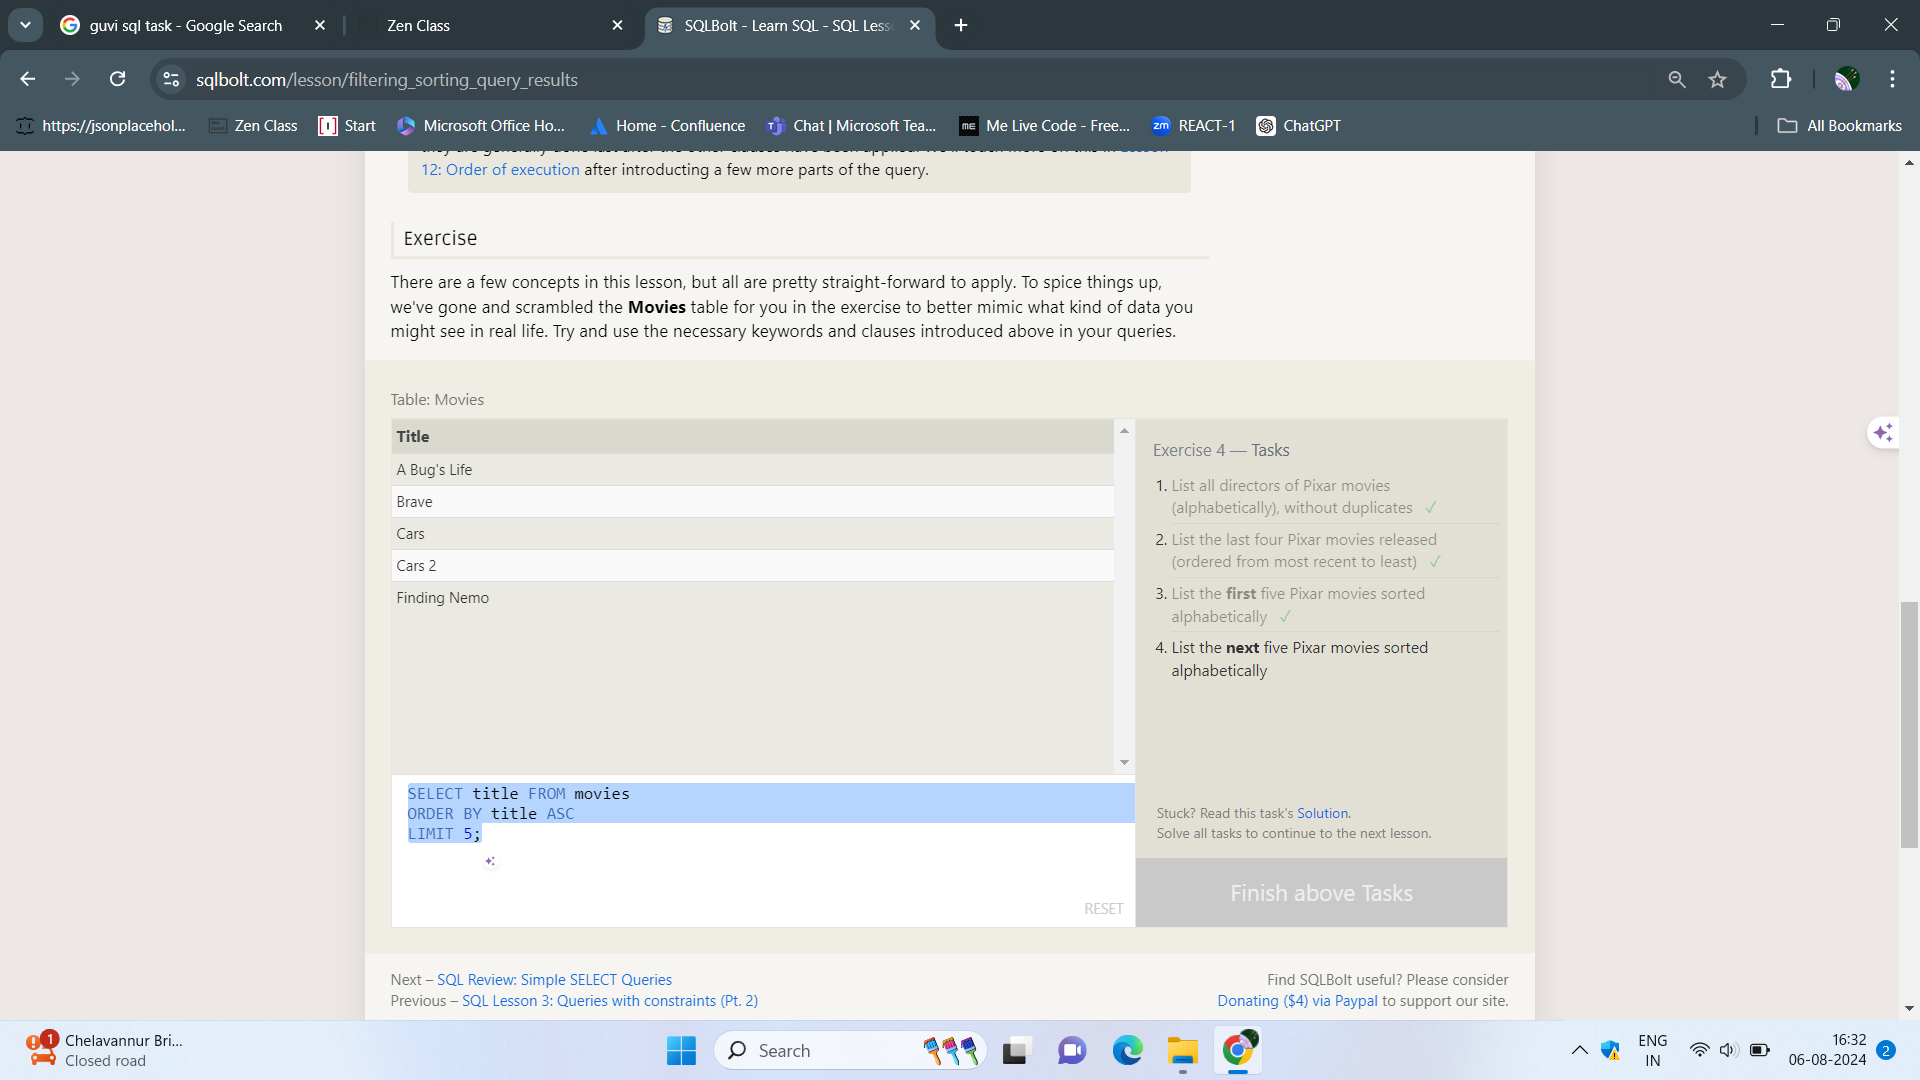 guvi sql task - Google Search
Zen Class
SQLBolt - Learn SQL - SQL Less
sqlbolt.com/lesson/filtering_sorting_query_results
https://jsonplacehol...
Zen Class
Start
Microsoft Office Ho...
Home - Confluence
Chat | Microsoft Tea...
Me Live Code - Free...
REACT-1
ChatGPT
All Bookmarks
12: Order of execution after introducting a few more parts of the query.
Exercise
There are a few concepts in this lesson, but all are pretty straight-forward to apply. To spice things up,
we've gone and scrambled the Movies table for you in the exercise to better mimic what kind of data you
might see in real life. Try and use the necessary keywords and clauses introduced above in your queries.
Table: Movies
Title
A Bug's Life
Brave
Cars
Cars 2
Finding Nemo
SELECT title FROM movies
ORDER BY title ASC
LIMIT 5;
RESET
Exercise 4 — Tasks
1. List all directors of Pixar movies
(alphabetically), without duplicates ✓
2. List the last four Pixar movies released
(ordered from most recent to least) ✓
3. List the first five Pixar movies sorted
alphabetically ✓
4. List the next five Pixar movies sorted
alphabetically
Stuck? Read this task's Solution.
Solve all tasks to continue to the next lesson.
Finish above Tasks
Next – SQL Review: Simple SELECT Queries
Previous – SQL Lesson 3: Queries with constraints (Pt. 2)
Find SQLBolt useful? Please consider
Donating ($4) via Paypal to support our site.
1
Chelavannur Bri...
Closed road
Search
ENG
IN
16:32
06-08-2024
2